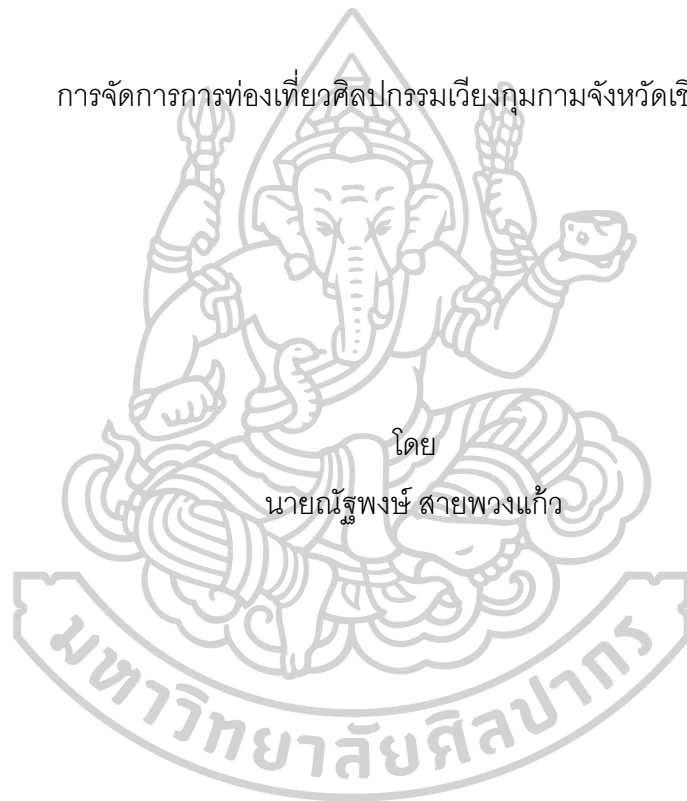 การจัดการการท่องเที่ยวศิลปกรรมเวียงกุมกามจังหวัดเชี
โดย
นายณัฐพงษ์ สายพวงแก้ว
มหาวิทยาลัยศิลปากร